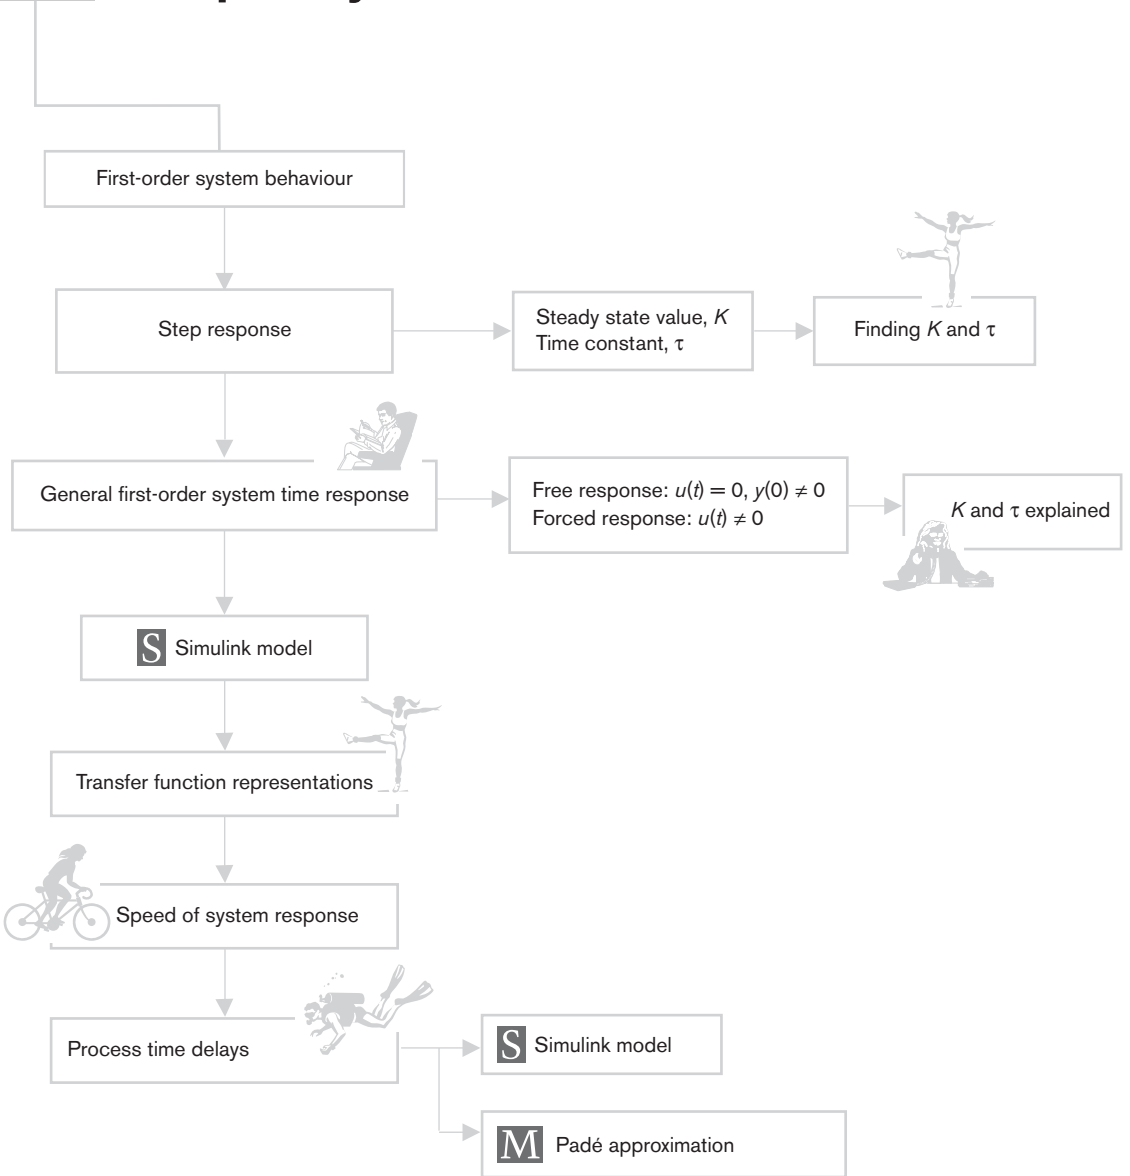 First-order system behaviour
Step response
Steady state value, K
Time constant, τ
Finding K and τ
General first-order system time response
Free response: u(t) = 0, y(0) ≠ 0
Forced response: u(t) ≠ 0
K and τ explained
S Simulink model
Transfer function representations
Speed of system response
Process time delays
S Simulink model
M Padé approximation